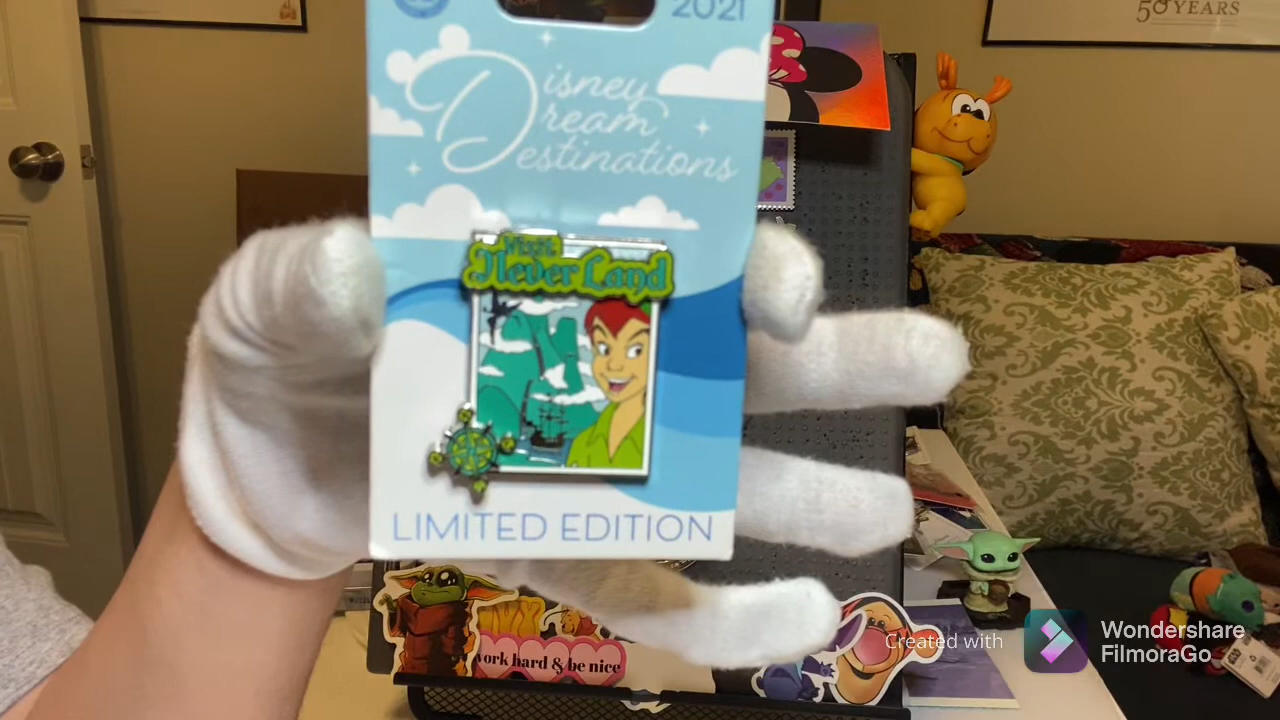 2021
50 YEARS
Disney
Dream
Destinations
Visit
Never Land
LIMITED EDITION
work hard & be nice
Created with
Wondershare
FilmoraGo